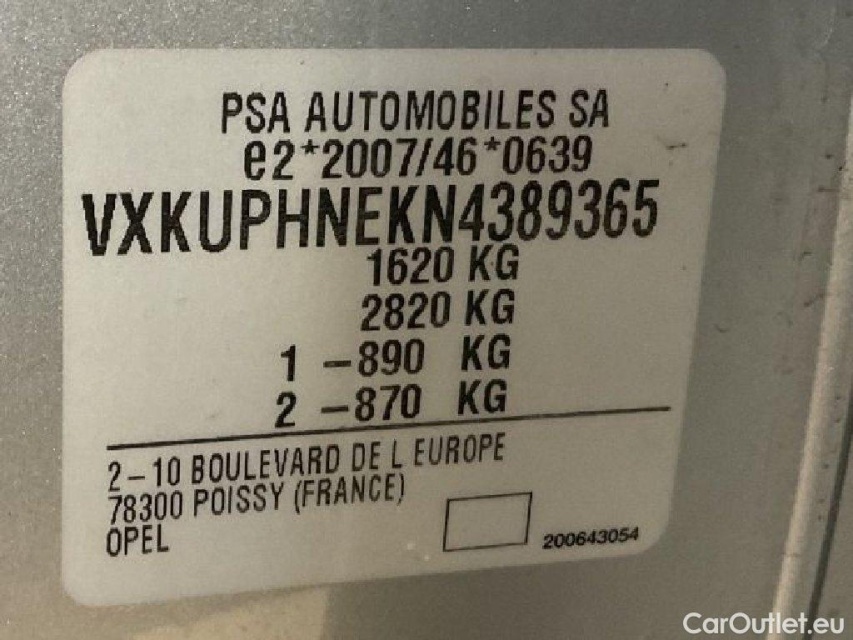 PSA AUTOMOBILES SA
e2*2007/46*0639
VXKUPHNEKN4389365
1620 KG
2820 KG
1 -890 KG
2 -870 KG
2-10 BOULEVARD DE L EUROPE
78300 POISSY (FRANCE)
OPEL
200643054
CarOutlet.eu